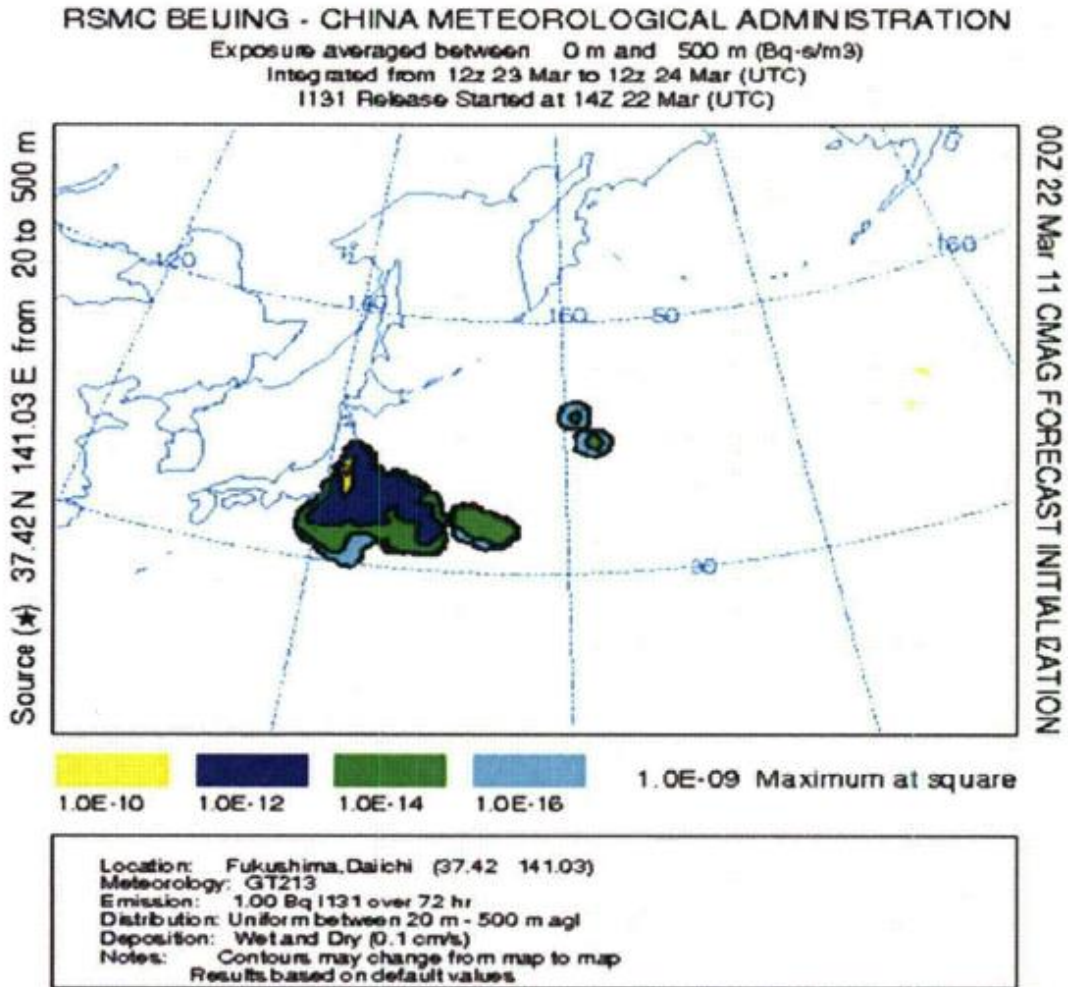 RSMC BEIJING - CHINA METEOROLOGICAL ADMINISTRATION
Exposure averaged between 0 m and 500 m (Bq-s/m3)
Integrated from 12z 23 Mar to 12z 24 Mar (UTC)
I131 Release Started at 14Z 22 Mar (UTC)
Source (★) 37.42 N 141.03 E from 20 to 500 m
00Z 22 Mar 11 CMAG FORECAST INITIALIZATION
120
140
160
50
160
30
1.0E-10
1.0E-12
1.0E-14
1.0E-16
1.0E-09 Maximum at square
Location: Fukushima,Daiichi (37.42 141.03)
Meteorology: GT213
Emission: 1.00 Bq I131 over 72 hr
Distribution: Uniform between 20 m - 500 m agl
Deposition: Wet and Dry (0.1 cm/s)
Notes: Contours may change from map to map
Results based on default values